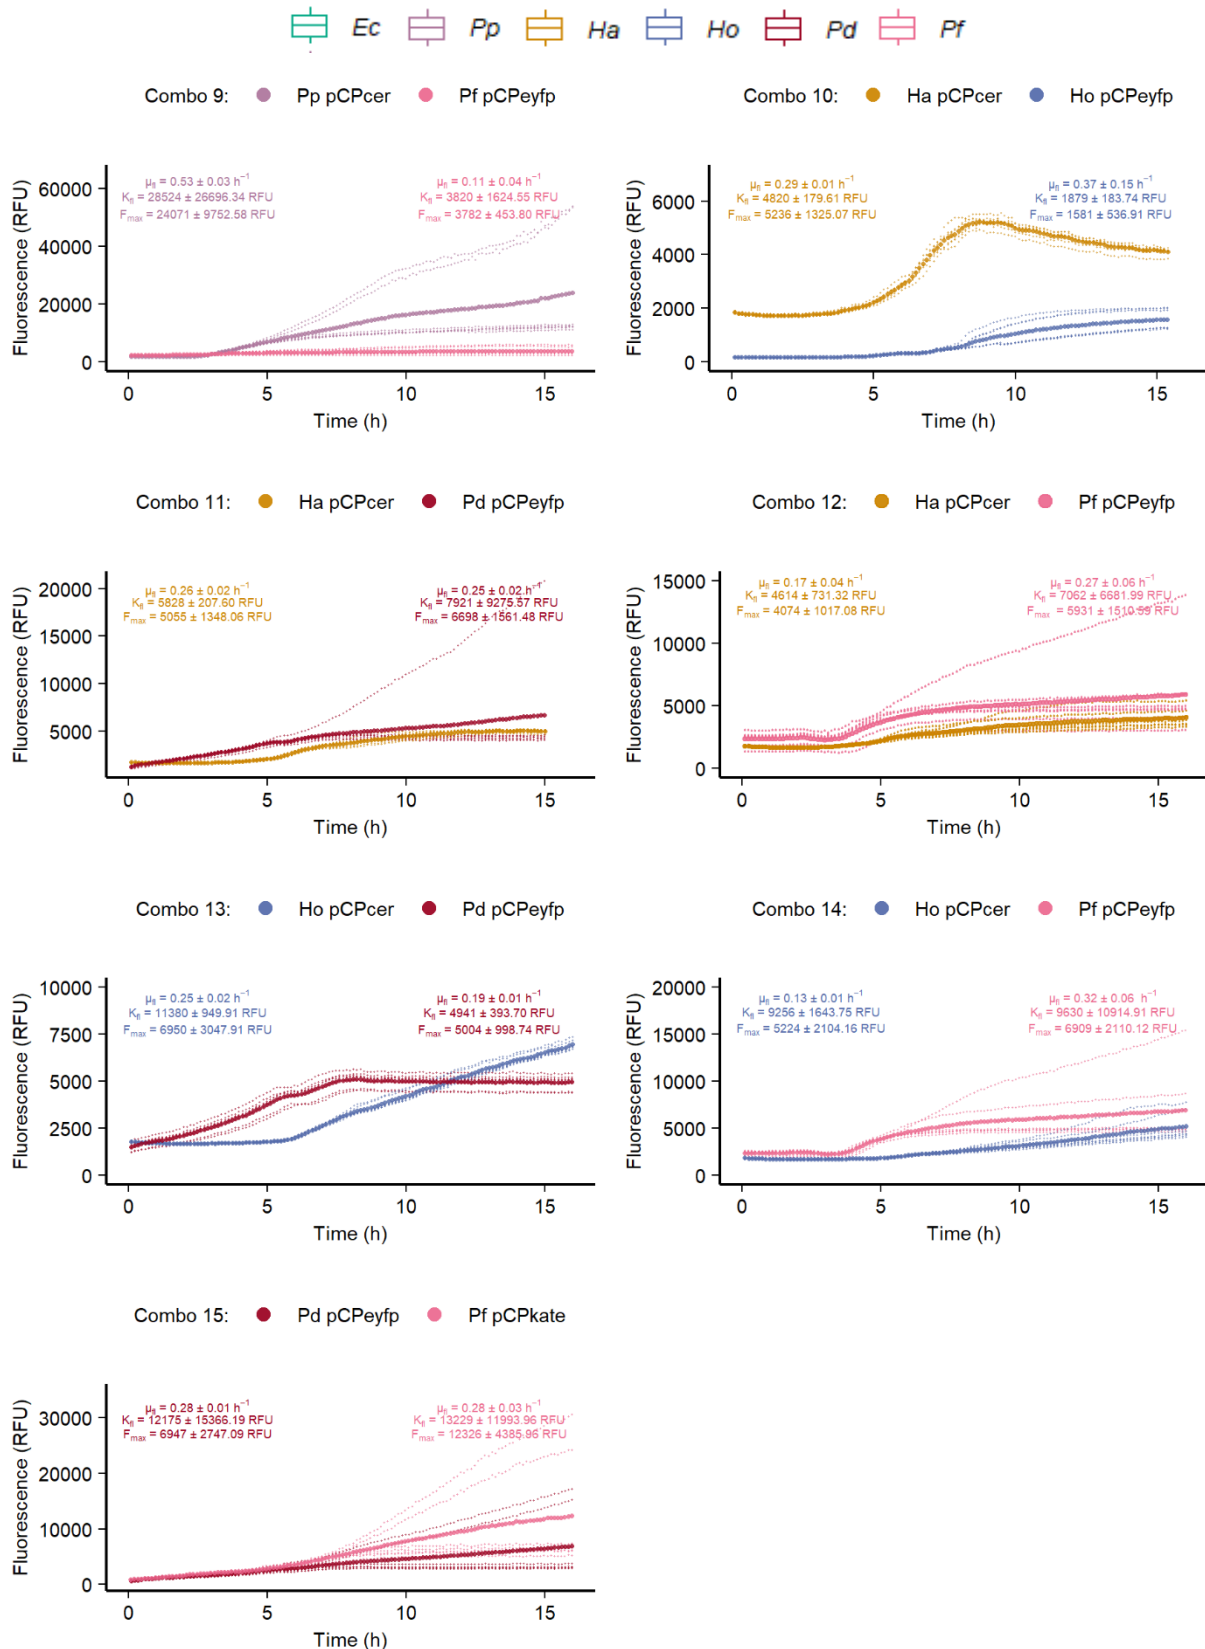 Ec Pp Ha Ho Pd Pf
Combo 9: Pp pCPcer Pf pCPeyfp
Fluorescence (RFU)
60000
40000
20000
0
μfl = 0.53 ± 0.03 h⁻¹
Kfl = 28524 ± 26696.34 RFU
Fmax = 24071 ± 9752.58 RFU
μfl = 0.11 ± 0.04 h⁻¹
Kfl = 3820 ± 1624.55 RFU
Fmax = 3782 ± 453.80 RFU
0 5 10 15
Time (h)
Combo 10: Ha pCPcer Ho pCPeyfp
Fluorescence (RFU)
6000
4000
2000
0
μfl = 0.29 ± 0.01 h⁻¹
Kfl = 4820 ± 179.61 RFU
Fmax = 5236 ± 1325.07 RFU
μfl = 0.37 ± 0.15 h⁻¹
Kfl = 1879 ± 183.74 RFU
Fmax = 1581 ± 536.91 RFU
0 5 10 15
Time (h)
Combo 11: Ha pCPcer Pd pCPeyfp
Fluorescence (RFU)
20000
15000
10000
5000
0
μfl = 0.26 ± 0.02 h⁻¹
Kfl = 5828 ± 207.60 RFU
Fmax = 5055 ± 1348.06 RFU
μfl = 0.25 ± 0.02 h⁻¹
Kfl = 7921 ± 9275.57 RFU
Fmax = 6698 ± 1561.48 RFU
0 5 10 15
Time (h)
Combo 12: Ha pCPcer Pf pCPeyfp
Fluorescence (RFU)
15000
10000
5000
0
μfl = 0.17 ± 0.04 h⁻¹
Kfl = 4614 ± 731.32 RFU
Fmax = 4074 ± 1017.08 RFU
μfl = 0.27 ± 0.06 h⁻¹
Kfl = 7062 ± 6681.99 RFU
Fmax = 5931 ± 1510.59 RFU
0 5 10 15
Time (h)
Combo 13: Ho pCPcer Pd pCPeyfp
Fluorescence (RFU)
10000
7500
5000
2500
0
μfl = 0.25 ± 0.02 h⁻¹
Kfl = 11380 ± 949.91 RFU
Fmax = 6950 ± 3047.91 RFU
μfl = 0.19 ± 0.01 h⁻¹
Kfl = 4941 ± 393.70 RFU
Fmax = 5004 ± 998.74 RFU
0 5 10 15
Time (h)
Combo 14: Ho pCPcer Pf pCPeyfp
Fluorescence (RFU)
20000
15000
10000
5000
0
μfl = 0.13 ± 0.01 h⁻¹
Kfl = 9256 ± 1643.75 RFU
Fmax = 5224 ± 2104.16 RFU
μfl = 0.32 ± 0.06 h⁻¹
Kfl = 9630 ± 10914.91 RFU
Fmax = 6909 ± 2110.12 RFU
0 5 10 15
Time (h)
Combo 15: Pd pCPeyfp Pf pCPkate
Fluorescence (RFU)
30000
20000
10000
0
μfl = 0.28 ± 0.01 h⁻¹
Kfl = 12175 ± 15366.19 RFU
Fmax = 6947 ± 2747.09 RFU
μfl = 0.28 ± 0.03 h⁻¹
Kfl = 13229 ± 11993.96 RFU
Fmax = 12326 ± 4385.96 RFU
0 5 10 15
Time (h)